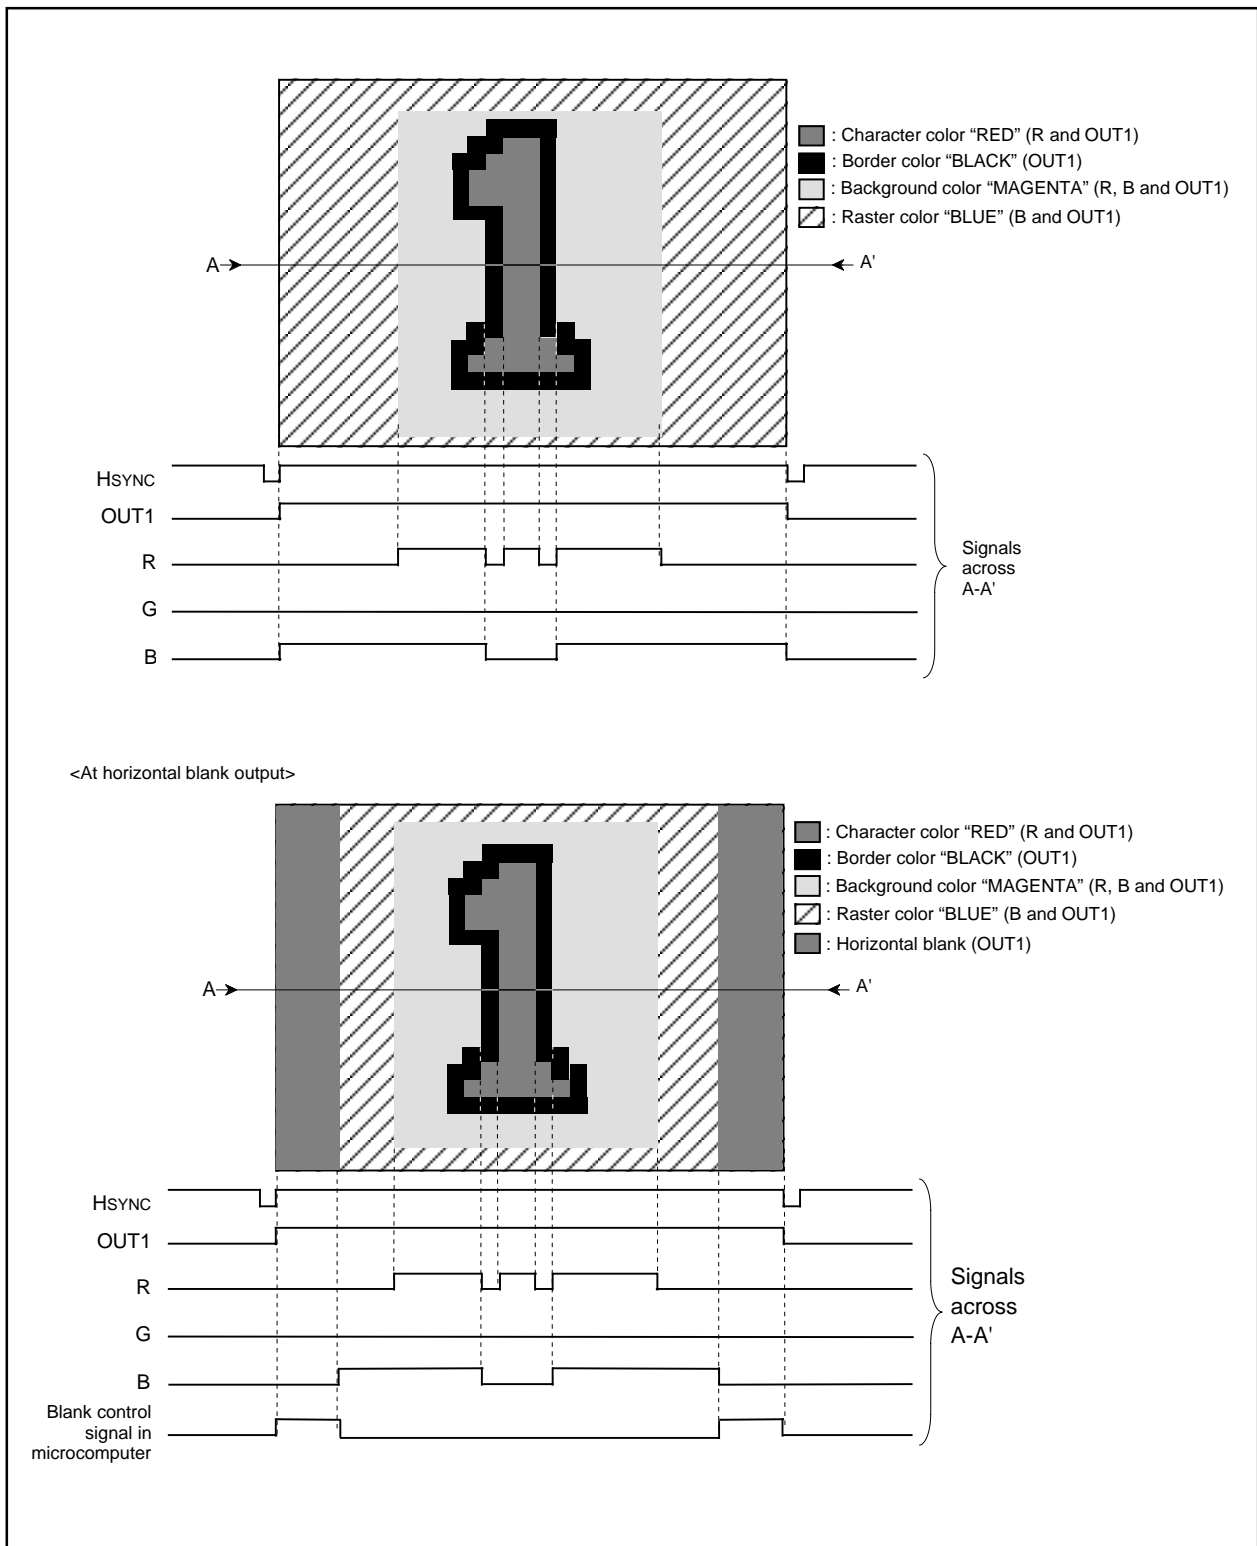 : Character color “RED” (R and OUT1)
: Border color “BLACK” (OUT1)
: Background color “MAGENTA” (R, B and OUT1)
: Raster color “BLUE” (B and OUT1)
A
A'
HSYNC
OUT1
R
G
B
Signals
across
A-A'
<At horizontal blank output>
: Character color “RED” (R and OUT1)
: Border color “BLACK” (OUT1)
: Background color “MAGENTA” (R, B and OUT1)
: Raster color “BLUE” (B and OUT1)
: Horizontal blank (OUT1)
A
A'
HSYNC
OUT1
R
G
B
Blank control
signal in
microcomputer
Signals
across
A-A'